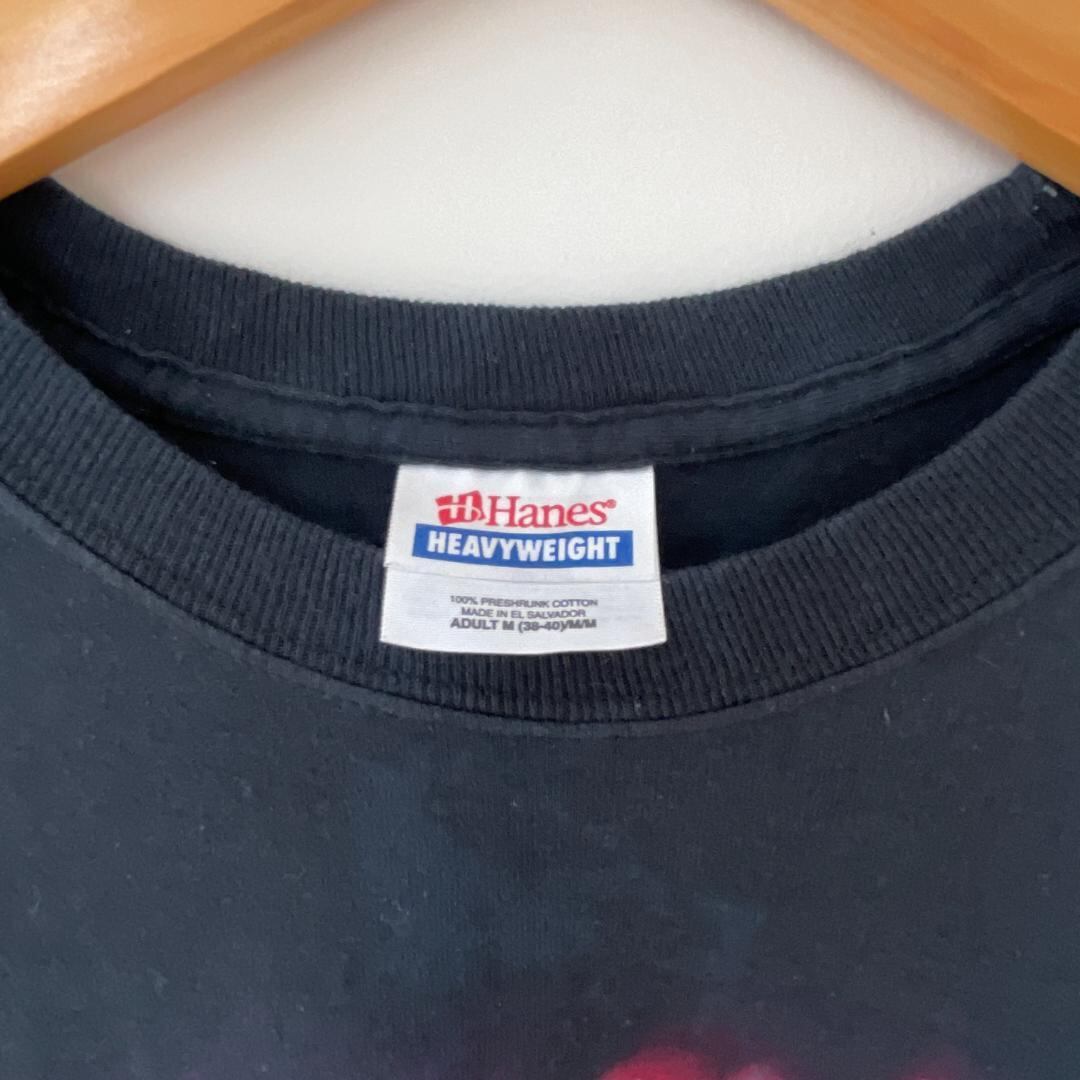 H Hanes®
HEAVYWEIGHT
100% PRESHRUNK COTTON
MADE IN EL SALVADOR
ADULT M (38-40)/M/M